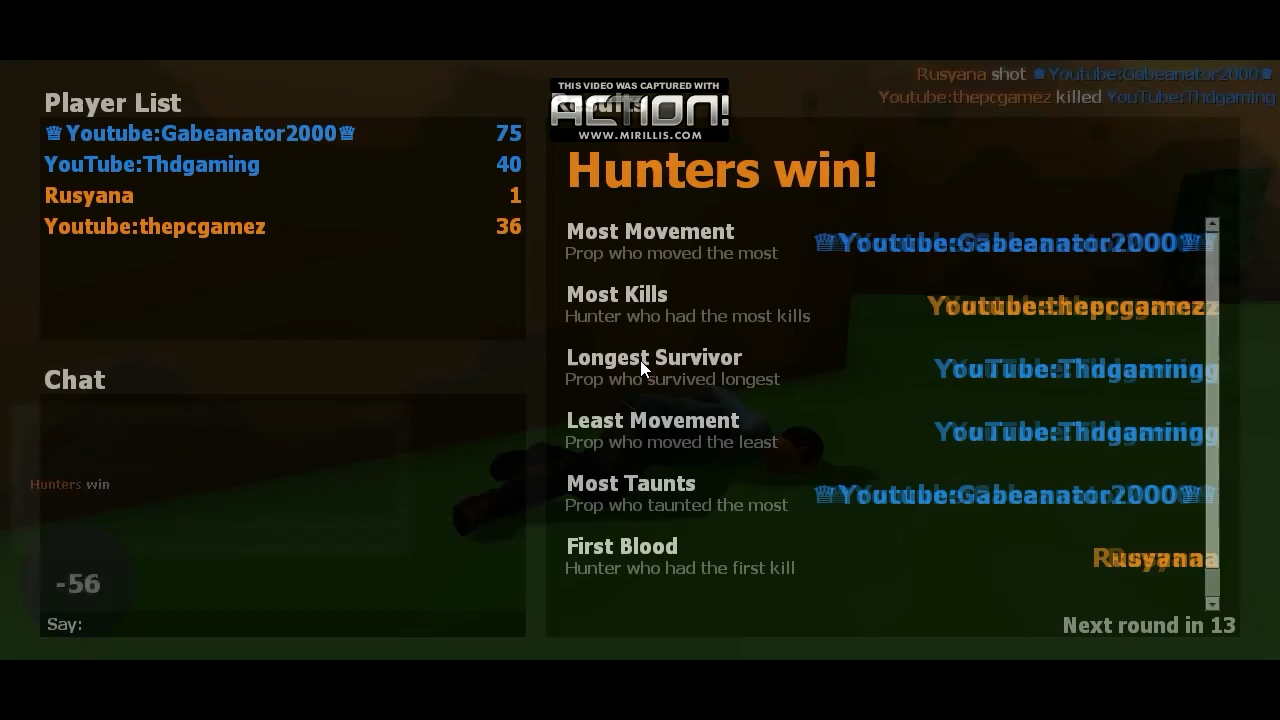 Player List
♛Youtube:Gabeanator2000♛ 75
YouTube:Thdgaming 40
Rusyana 1
Youtube:thepcgamez 36
Chat
Hunters win
-56
Say:
THIS VIDEO WAS CAPTURED WITH
ACTION!
WWW.MIRILLIS.COM
Rusyana shot ♛Youtube:Gabeanator2000♛
Youtube:thepcgamez killed YouTube:Thdgaming
Hunters win!
Most Movement
Prop who moved the most
♛Youtube:Gabeanator2000♛
Most Kills
Hunter who had the most kills
Youtube:thepcgamez
Longest Survivor
Prop who survived longest
YouTube:Thdgaming
Least Movement
Prop who moved the least
YouTube:Thdgaming
Most Taunts
Prop who taunted the most
♛Youtube:Gabeanator2000♛
First Blood
Hunter who had the first kill
Rusyana
Next round in 13